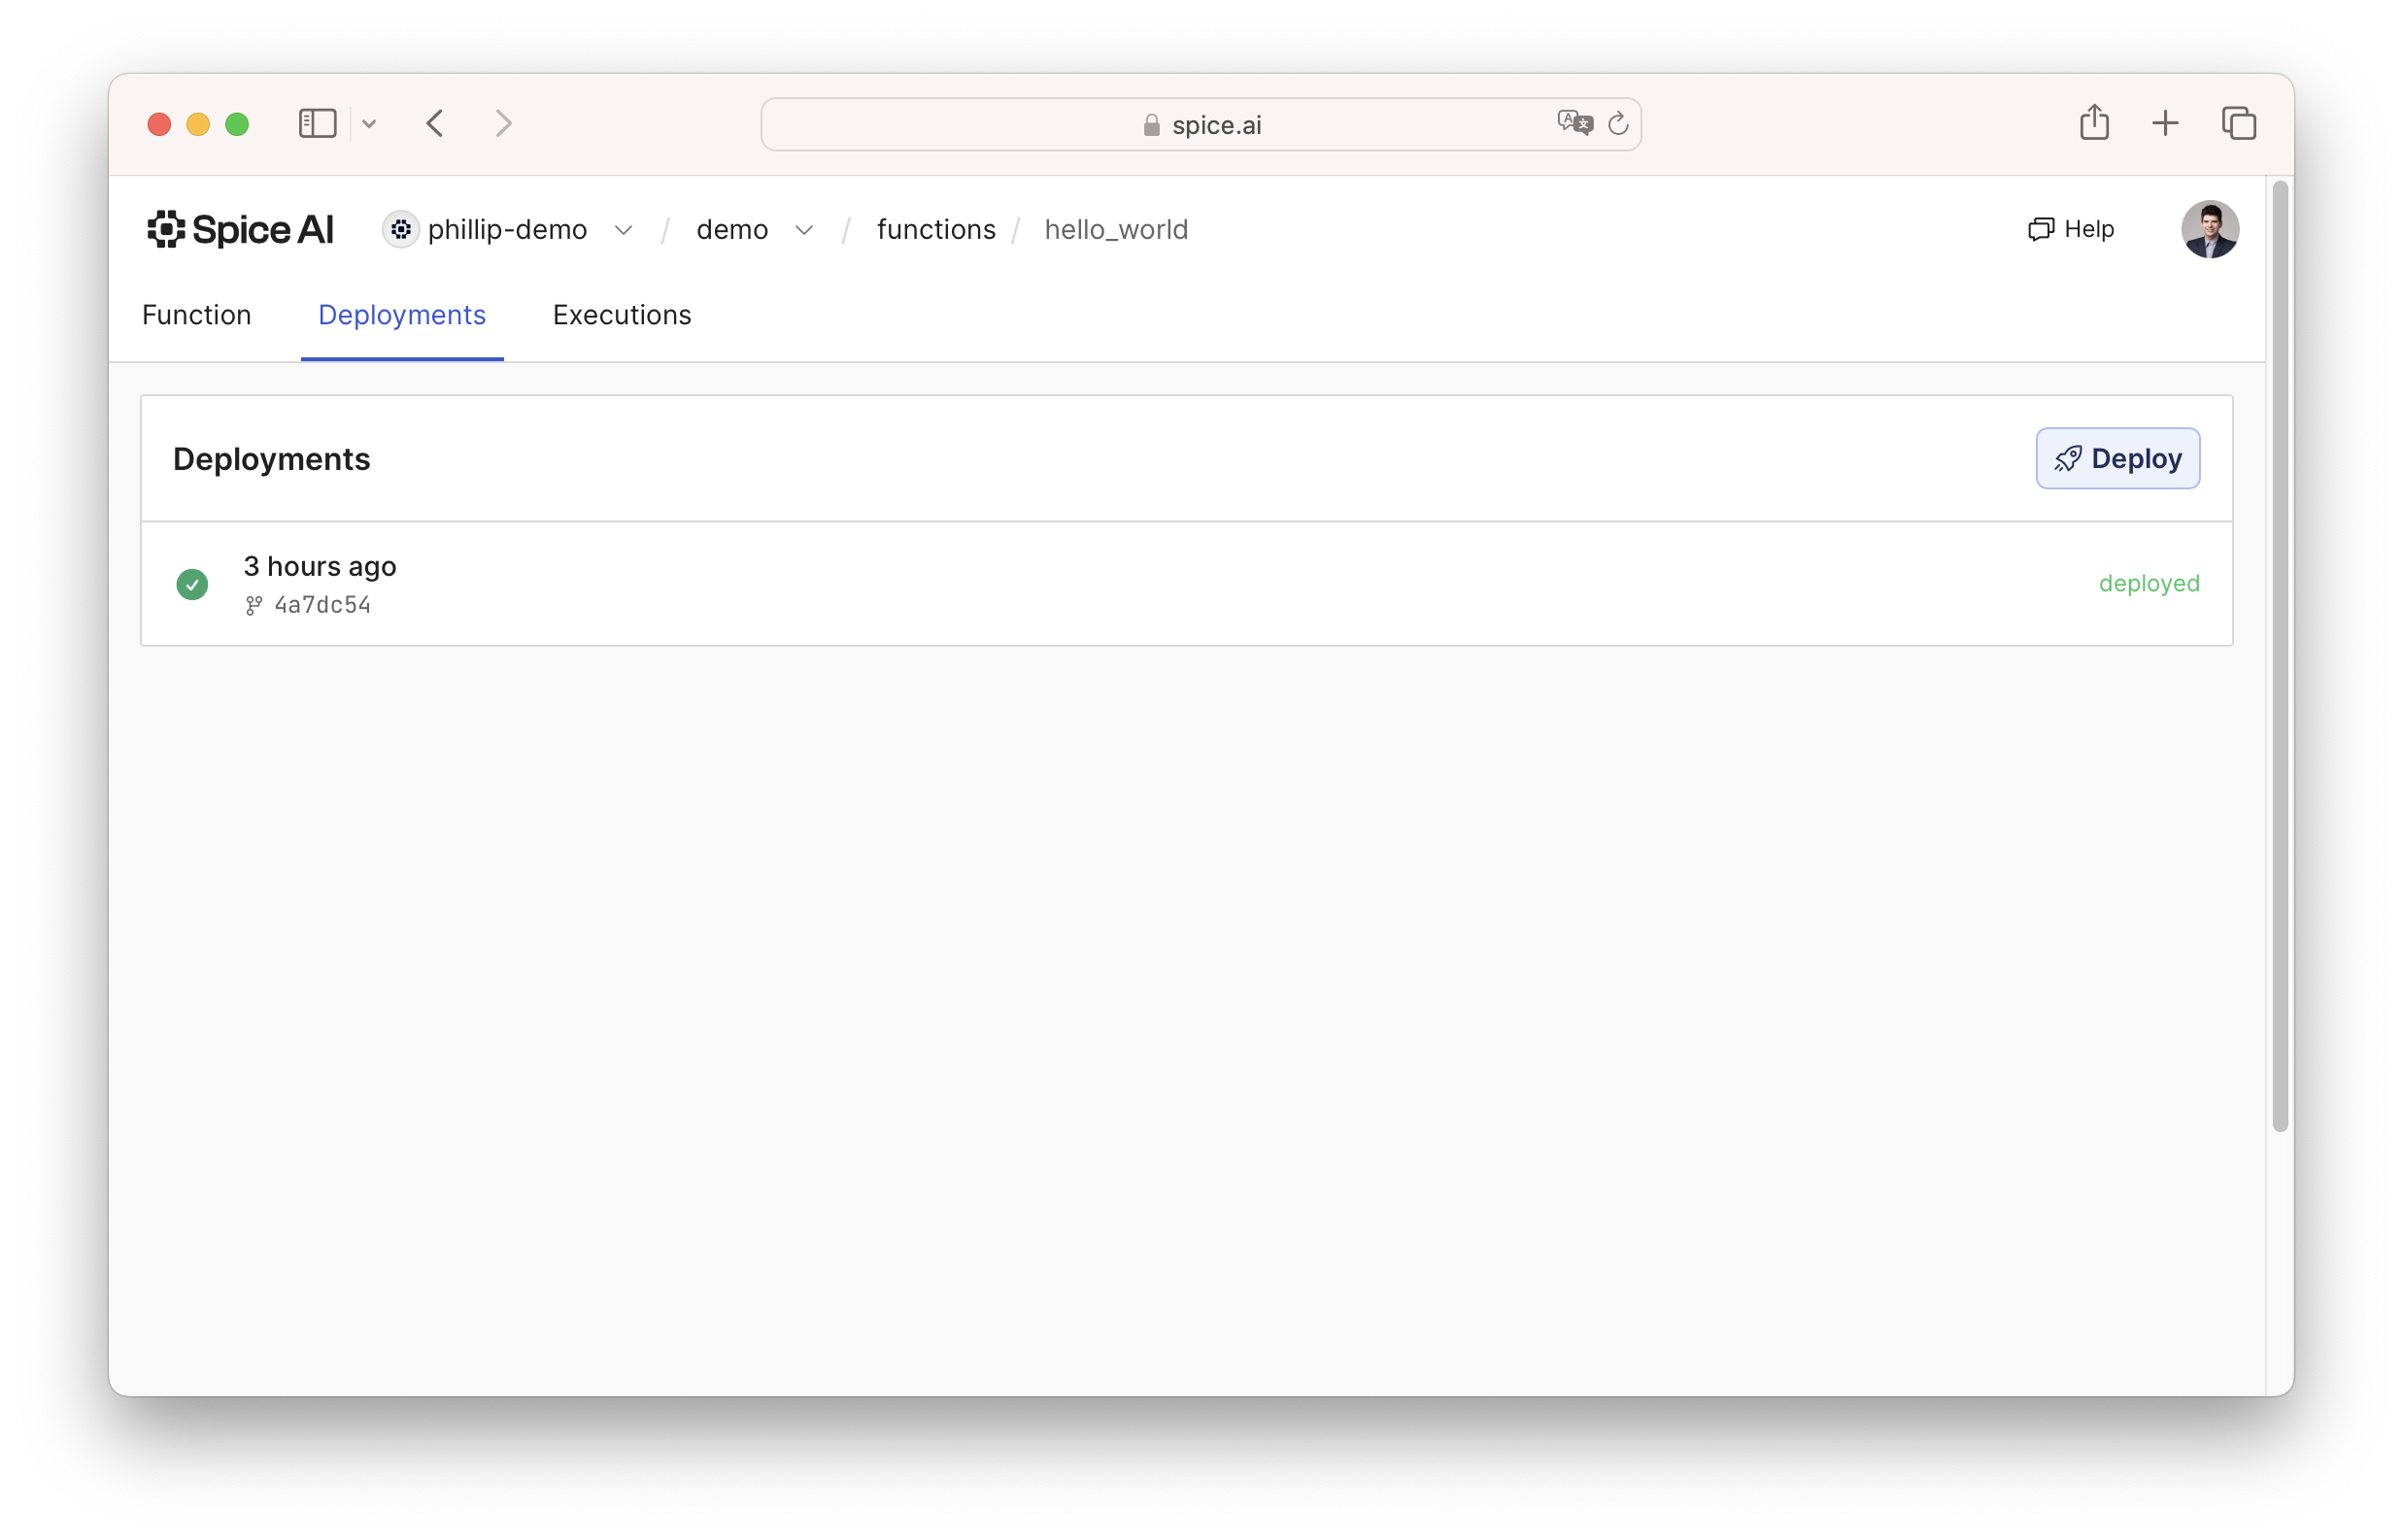 spice.ai
Spice AI phillip-demo / demo / functions / hello_world Help
Function Deployments Executions
Deployments Deploy
3 hours ago
4a7dc54
deployed